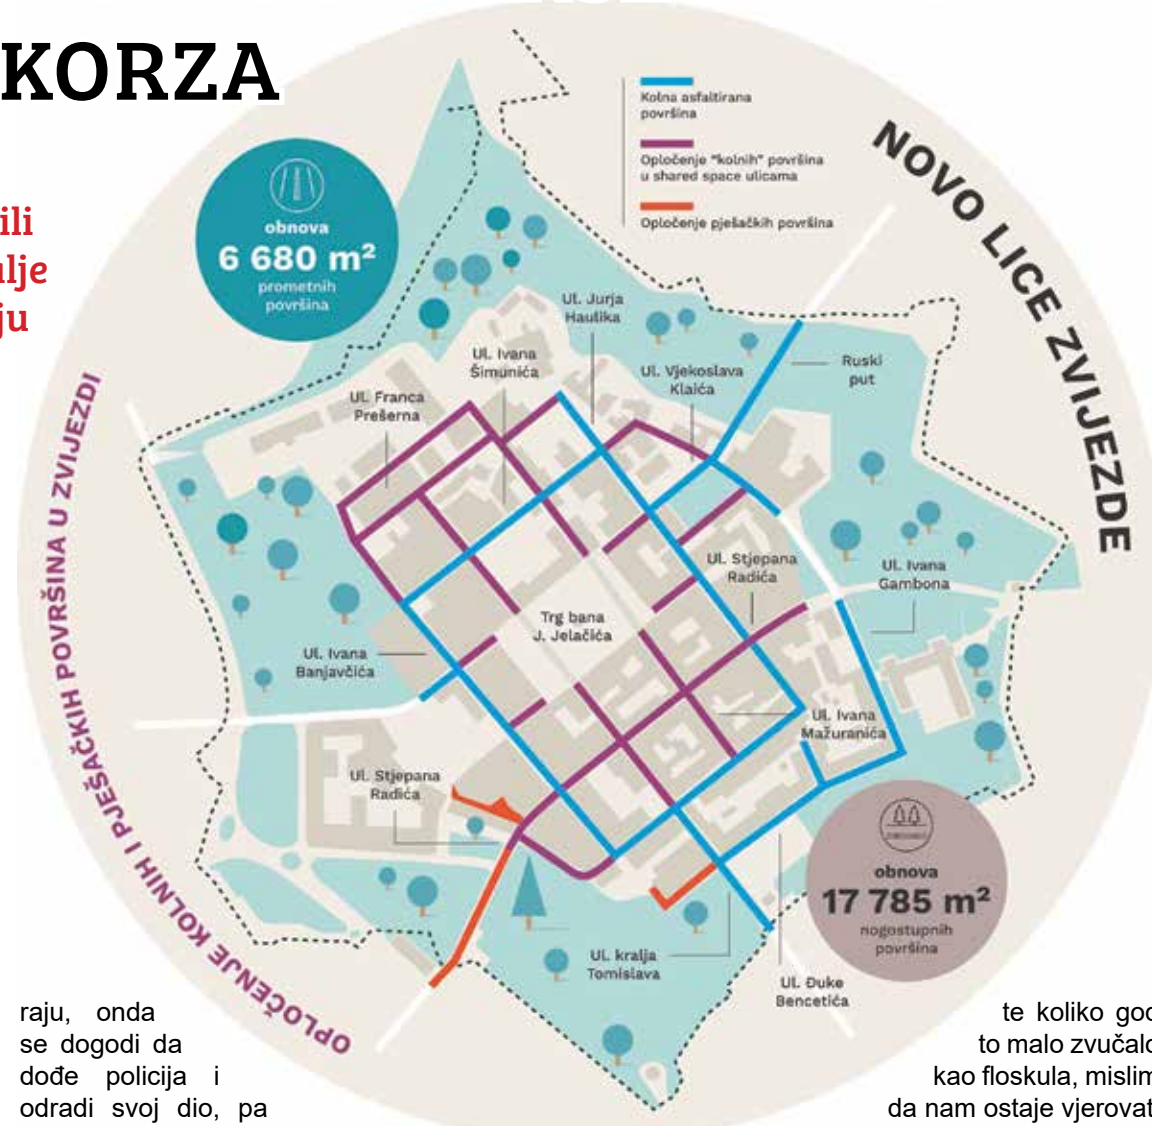 KORZA
ili
ulje
ju
Kolna asfaltirana
površina
Opločenje "kolnih" površina
u shared space ulicama
Opločenje pješačkih površina
NOVO LICE ZVIJEZDE
obnova
6 680 m²
prometnih
površina
Ul. Jurja
Haulika
Ul. Ivana
Šimunića
Ul. Vjekoslava
Klaića
Ruski
put
Ul. Franca
Prešerna
OPLOČENJE KOLNIH I PJEŠAČKIH POVRŠINA U ZVIJEZDI
Ul. Stjepana
Radića
Ul. Ivana
Gambona
Trg bana
J. Jelačića
Ul. Ivana
Banjavčića
Ul. Ivana
Mažuranića
Ul. Stjepana
Radića
obnova
17 785 m²
nogostupnih
površina
Ul. kralja
Tomislava
Ul. Đuke
Bencetića
raju, onda
se dogodi da
dođe policija i
odradi svoj dio, pa
te koliko god
to malo zvučalo
kao floskula, mislim
da nam ostaje vjerovat